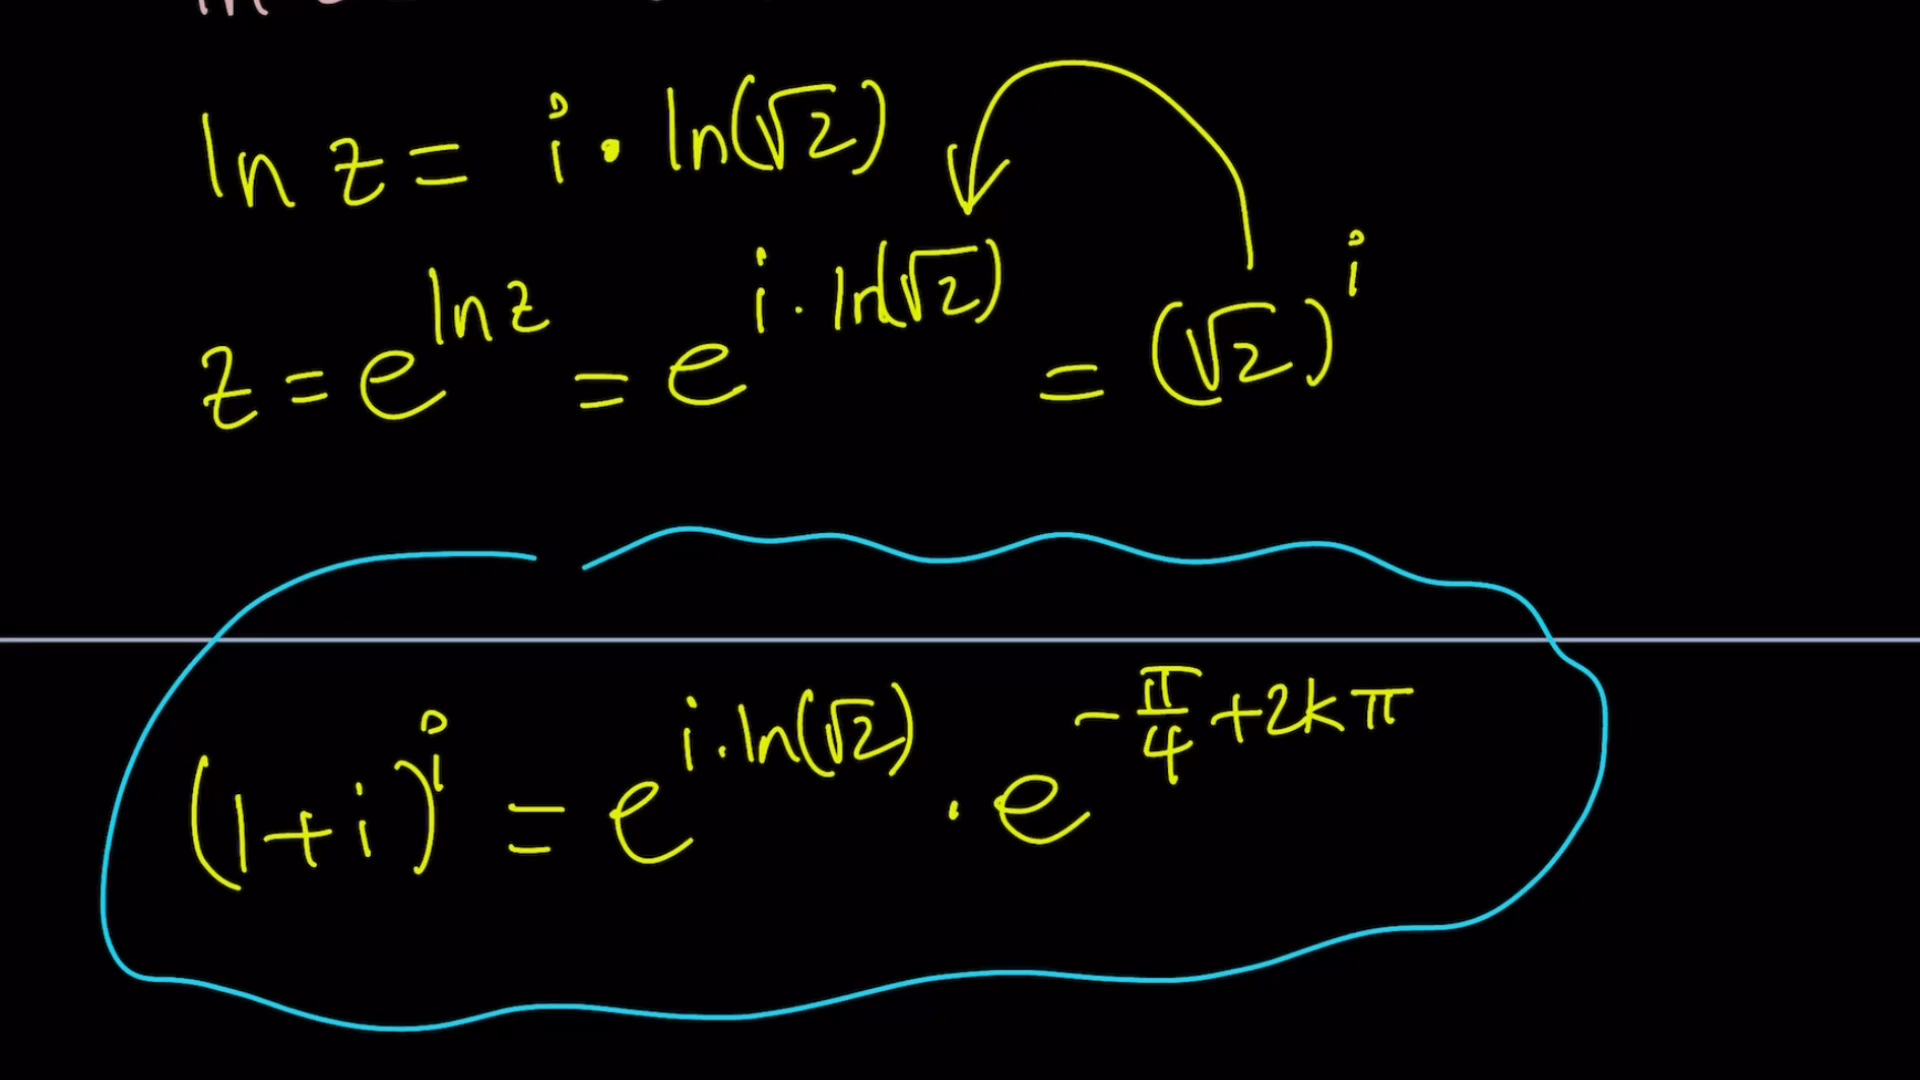 ln z = i · ln(√2)
z = e^{ln z} = e^{i · ln(√2)} = (√2)^i
(1+i)^i = e^{i · ln(√2)} · e^{-π/4 + 2kπ}